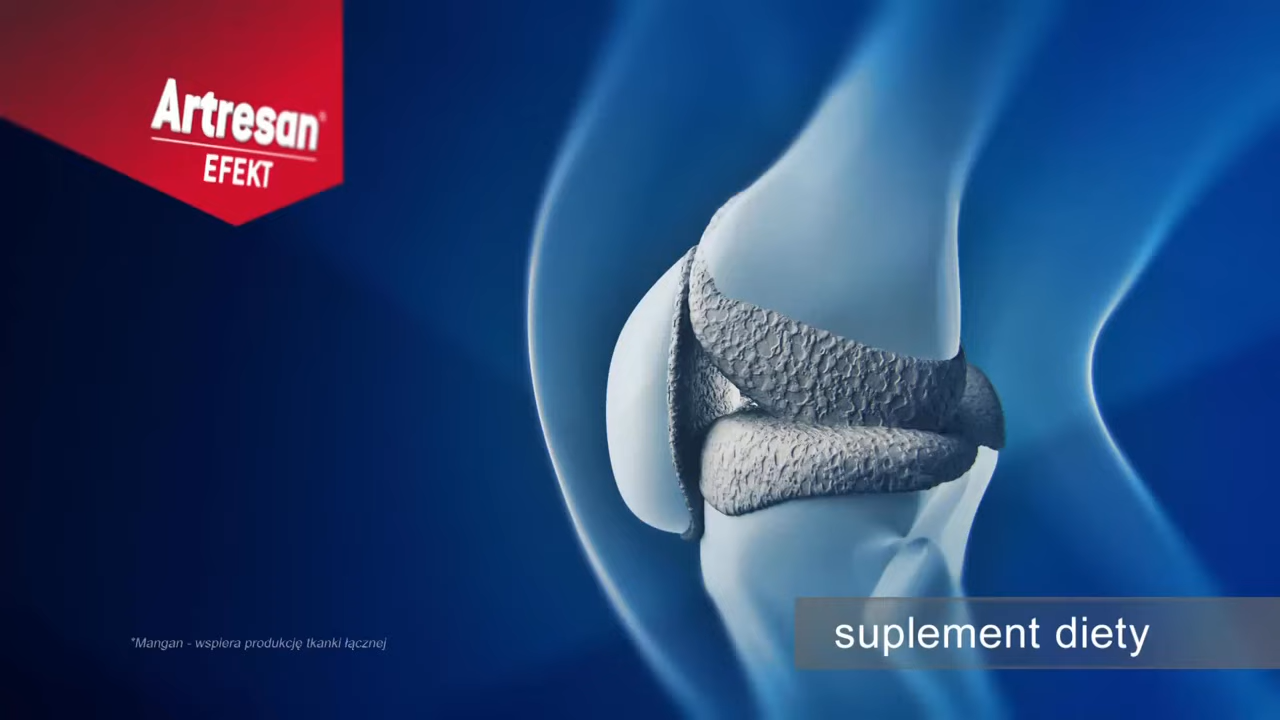 Artresan®
EFEKT
*Mangan - wspiera produkcję tkanki łącznej
suplement diety